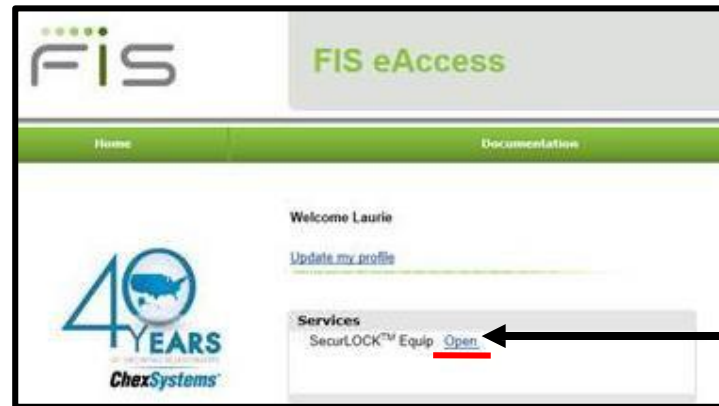 FiS
FIS eAccess
Home
Documentation
Welcome Laurie
Update my profile
40
YEARS
ChexSystems
Services
SecurLOCK™ Equip Open